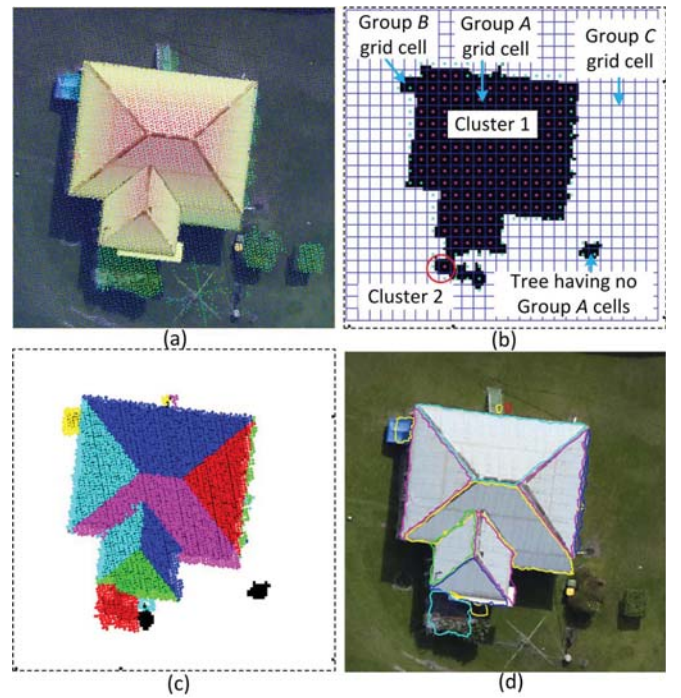 Group B
grid cell
Group A
grid cell
Group C
grid cell
Cluster 1
Cluster 2
Tree having no
Group A cells
(a)
(b)
(c)
(d)